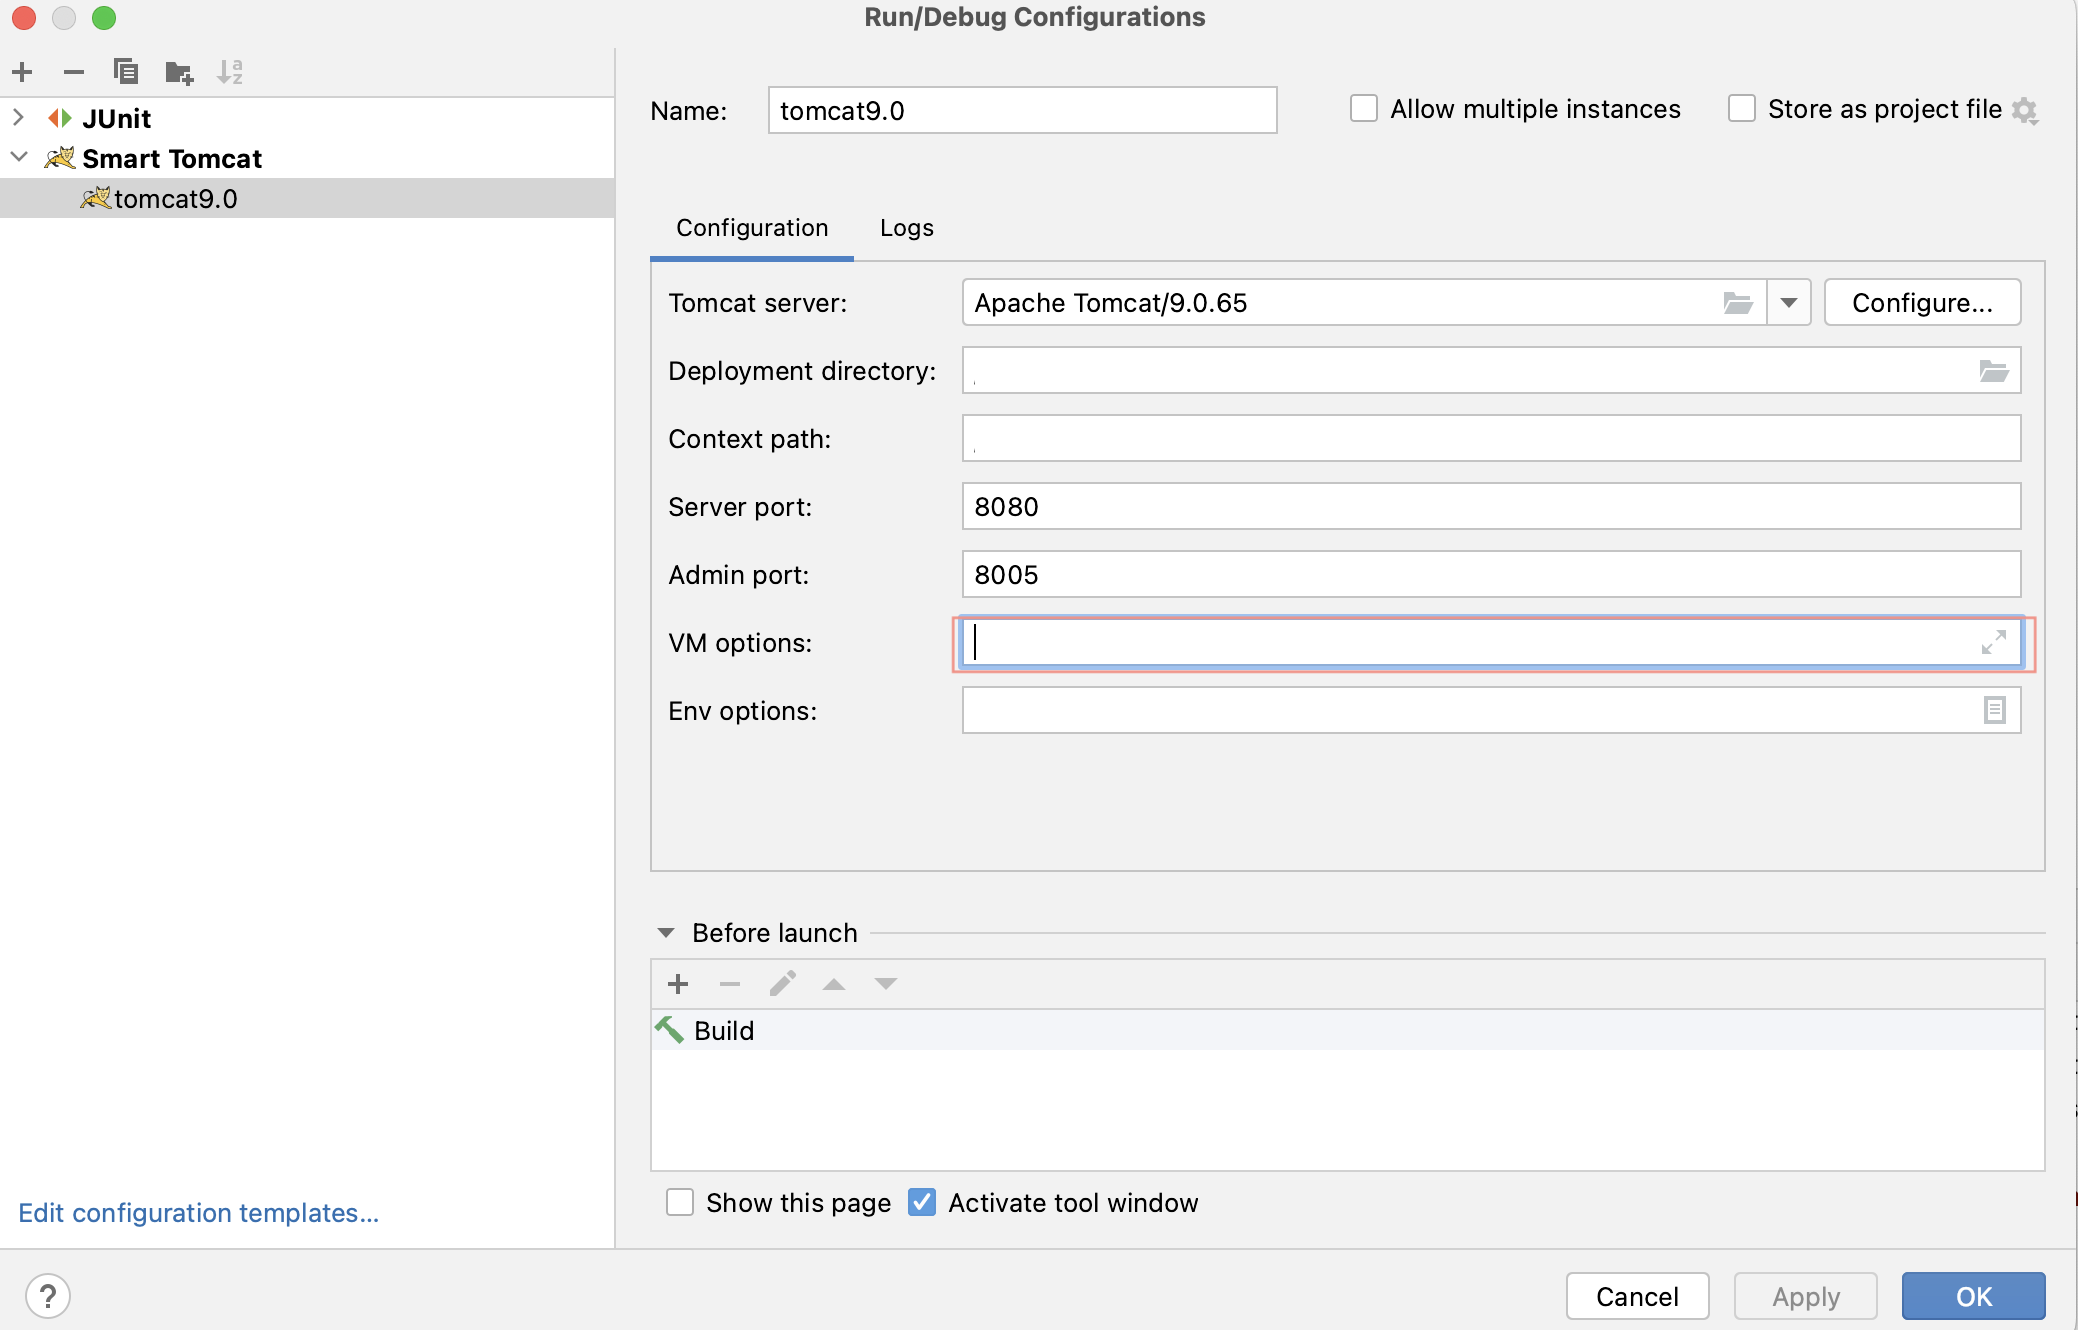 Run/Debug Configurations
JUnit
Smart Tomcat
tomcat9.0
Edit configuration templates...
Name: tomcat9.0
Allow multiple instances
Store as project file
Configuration Logs
Tomcat server: Apache Tomcat/9.0.65 Configure...
Deployment directory:
Context path:
Server port: 8080
Admin port: 8005
VM options:
Env options:
Before launch
Build
Show this page Activate tool window
? Cancel Apply OK